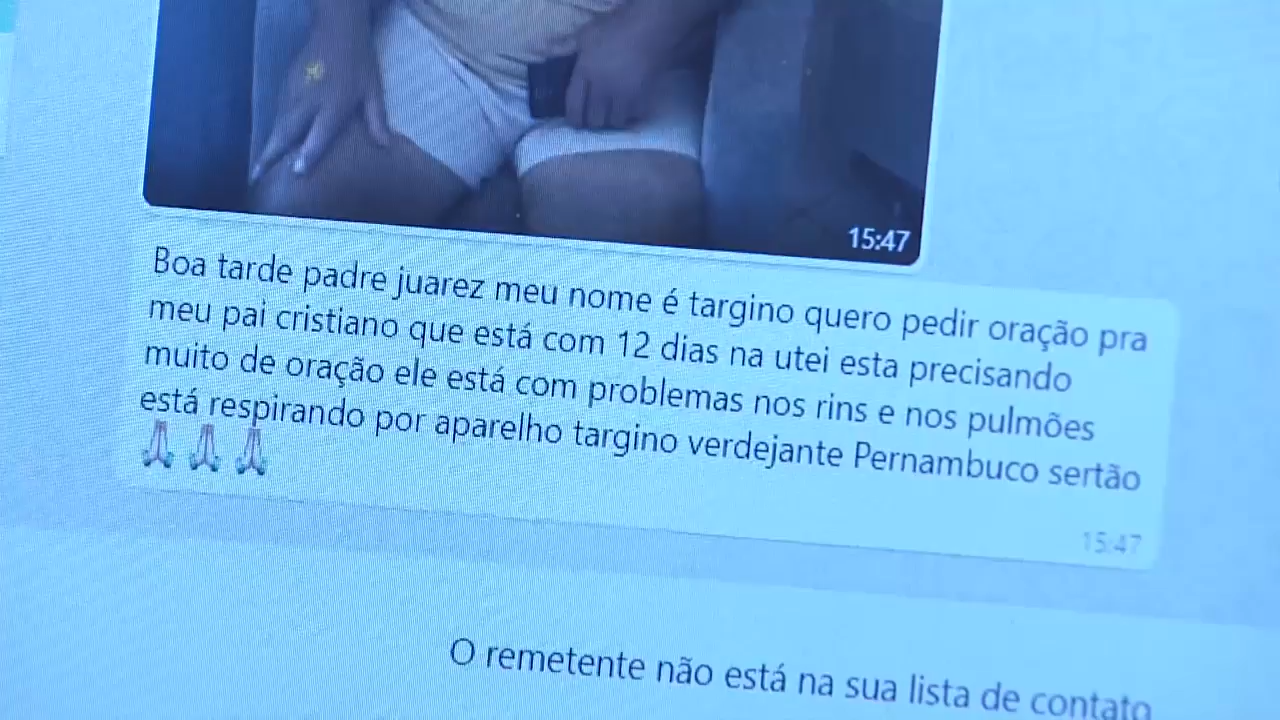 15:47
Boa tarde padre juarez meu nome é targino quero pedir oração pra
meu pai cristiano que está com 12 dias na utei esta precisando
muito de oração ele está com problemas nos rins e nos pulmões
está respirando por aparelho targino verdejante Pernambuco sertão
🙏🙏🙏
15:47
O remetente não está na sua lista de contato